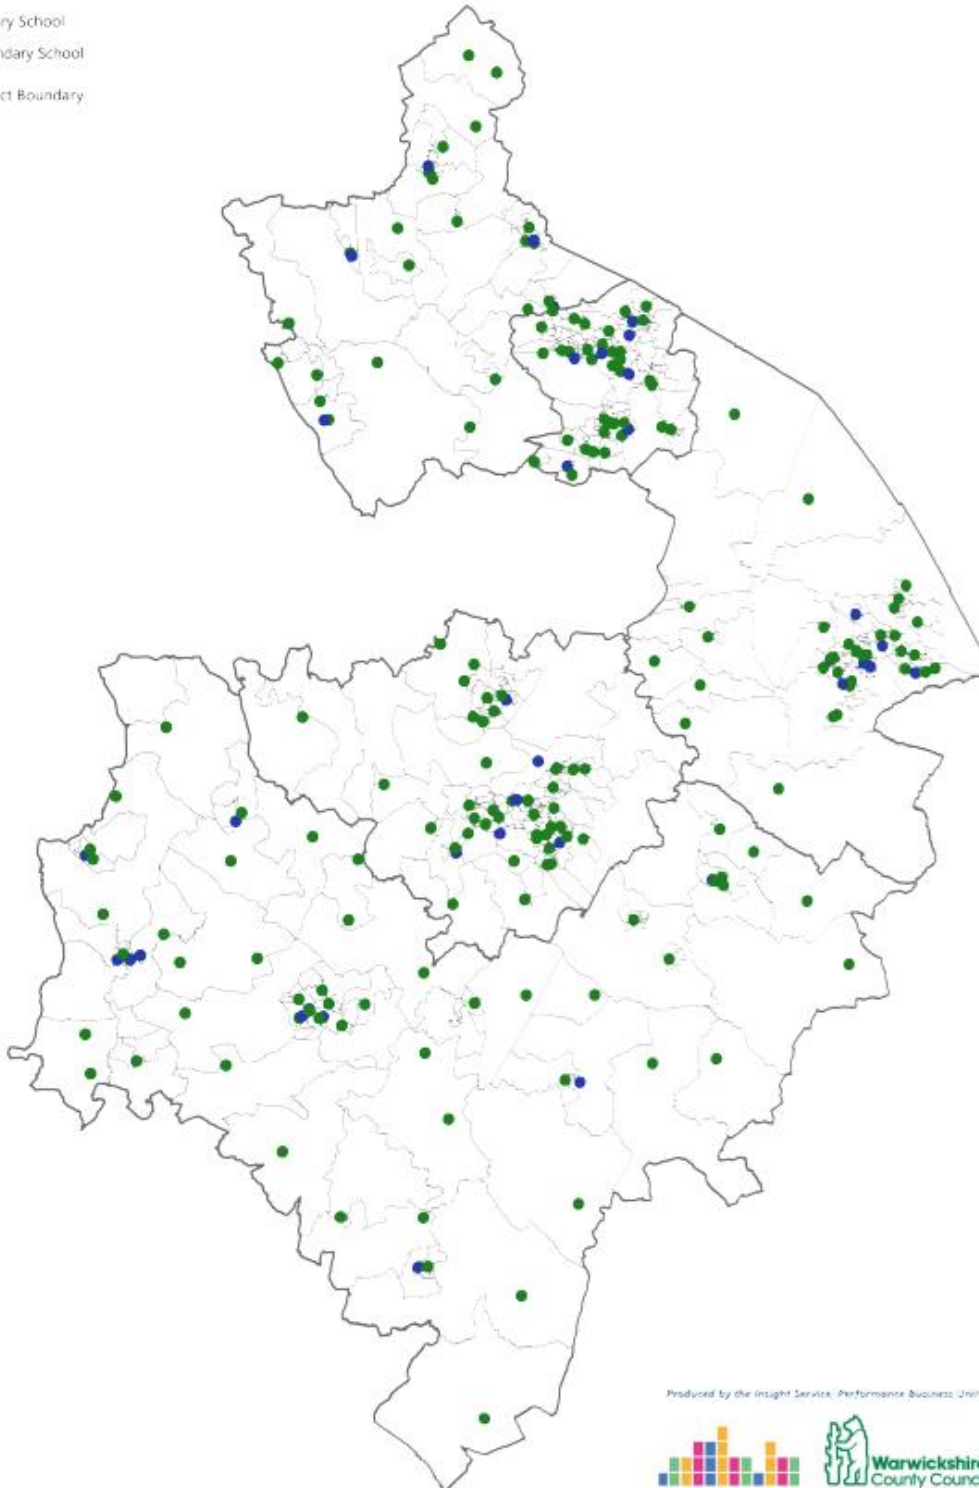 ry School
ndary School
ct Boundary
Produced by the Insight Service, Performance Business Unit
Warwickshire
County Counc